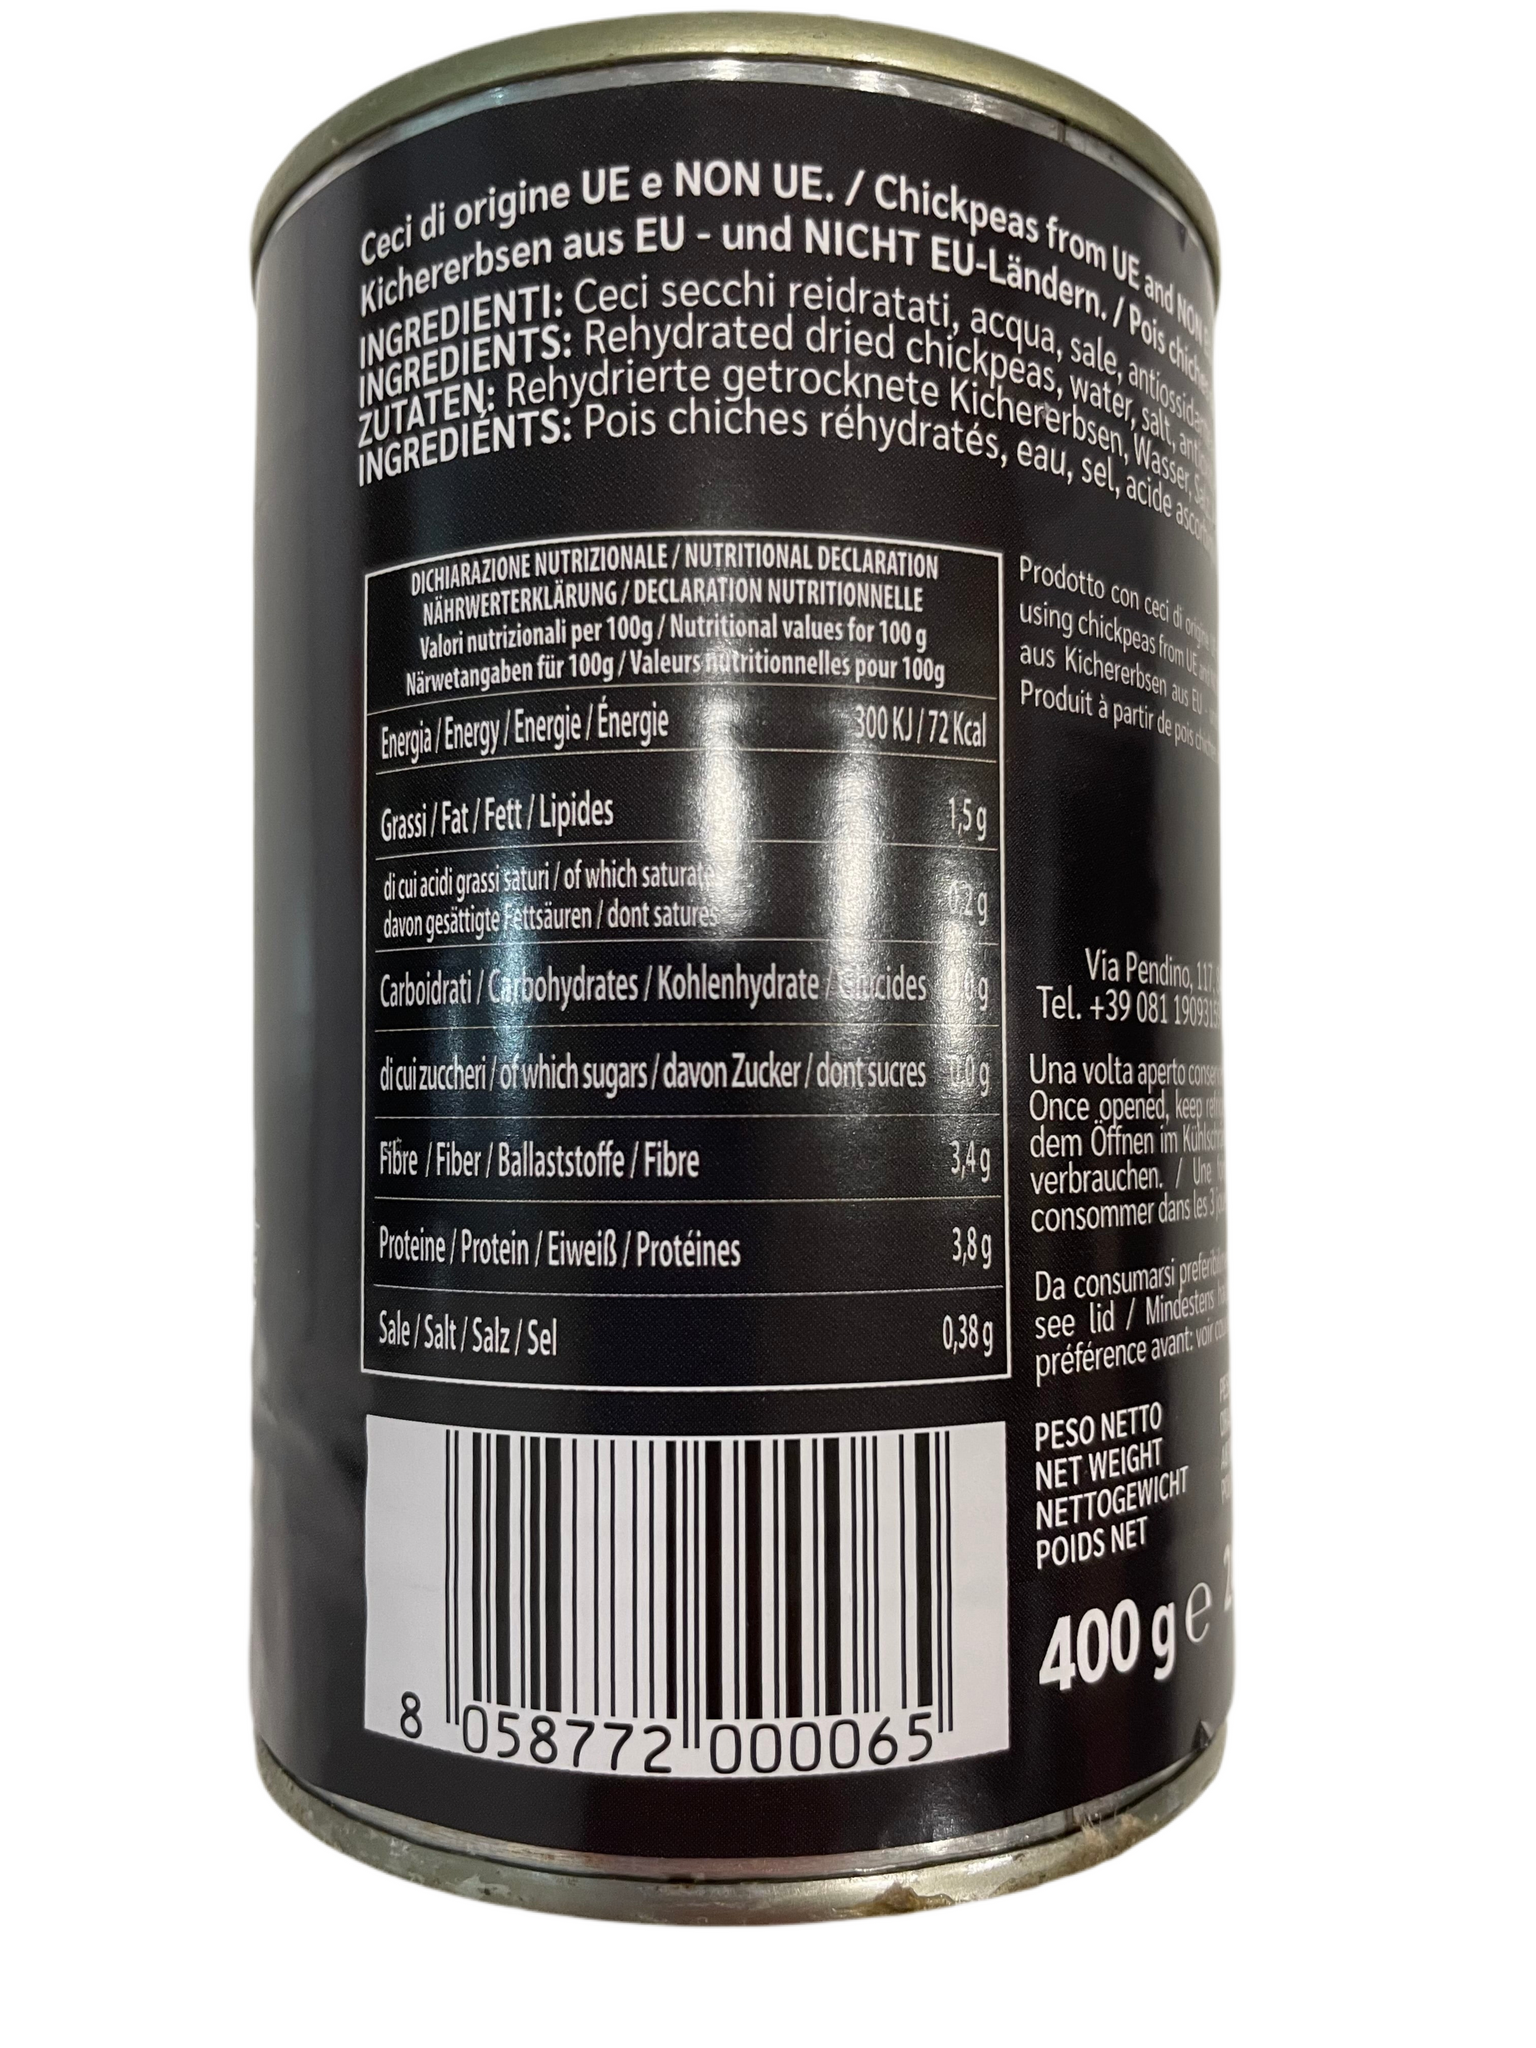 Ceci di origine UE e NON UE. / Chickpeas from UE and NON
Kichererbsen aus EU - und NICHT EU-Ländern. / Pois chiches
INGREDIENTI: Ceci secchi reidratati, acqua, sale, antiossidan
INGREDIENTS: Rehydrated dried chickpeas, water, salt,
ZUTATEN: Rehydrierte getrocknete Kichererbsen, Wasser,
INGREDIÉNTS: Pois chiches réhydratés, eau, sel, acide
DICHIARAZIONE NUTRIZIONALE / NUTRITIONAL DECLARATION
NÄHRWERTERKLÄRUNG / DECLARATION NUTRITIONNELLE
Valori nutrizionali per 100g / Nutritional values for 100 g
Närwetangaben für 100g / Valeurs nutritionnelles pour 100g
Energia / Energy / Energie / Énergie 300 KJ / 72 Kcal
Grassi / Fat / Fett / Lipides 1,5 g
di cui acidi grassi saturi / of which saturate
davon gesättigte Fettsäuren / dont satures 0,2 g
Carboidrati / Carbohydrates / Kohlenhydrate / Glucides g
di cui zuccheri / of which sugars / davon Zucker / dont sucres 0,0 g
Fibre / Fiber / Ballaststoffe / Fibre 3,4 g
Proteine / Protein / Eiweiß / Protéines 3,8 g
Sale / Salt / Salz / Sel 0,38 g
Prodotto con ceci di origine
using chickpeas from UE
aus Kichererbsen aus EU
Produit à partir de pois
Via Pendino, 117,
Tel. +39 081
Una volta aperto
Once opened, keep
dem Öffnen im
verbrauchen. / Une
consommer dans les 3
Da consumarsi
see lid / Mindestens
préférence avant: voir
PESO NETTO
NET WEIGHT
NETTOGEWICHT
POIDS NET
400 g e
8 058772 000065